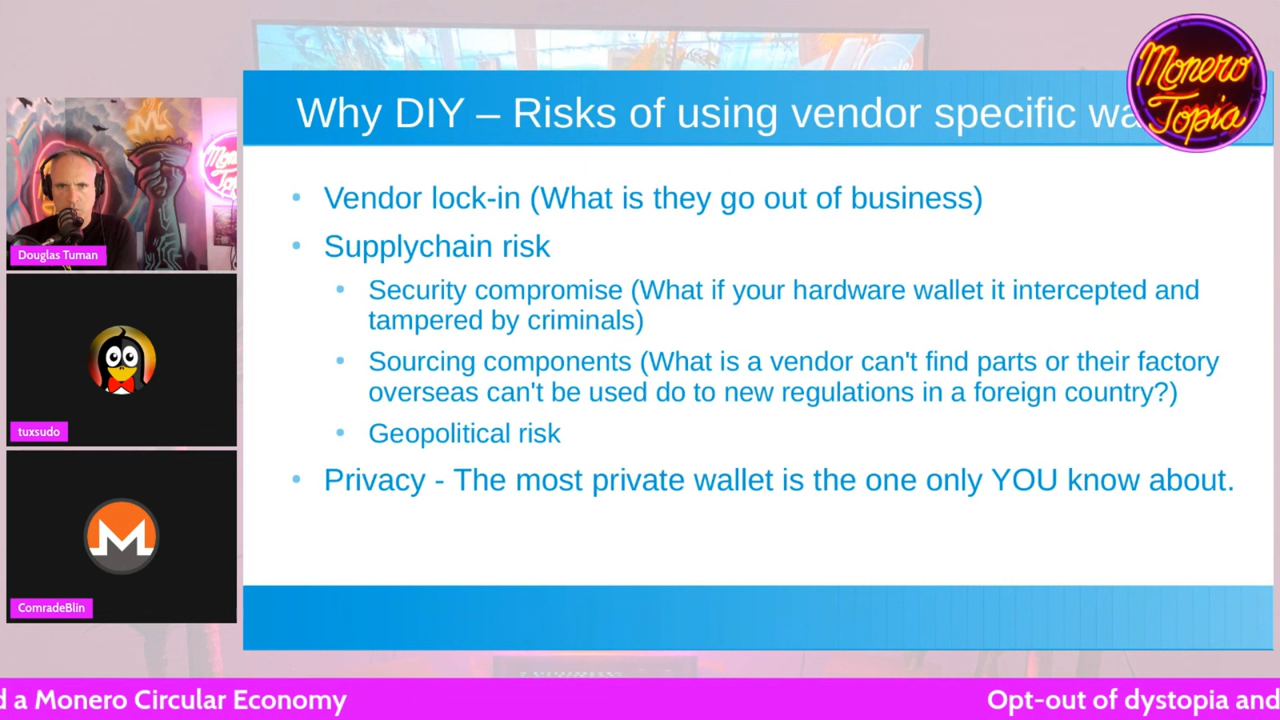 Why DIY – Risks of using vendor specific
Monero
Topia
Vendor lock-in (What is they go out of business)
Supplychain risk
Security compromise (What if your hardware wallet it intercepted and
tampered by criminals)
Sourcing components (What is a vendor can't find parts or their factory
overseas can't be used do to new regulations in a foreign country?)
Geopolitical risk
Privacy - The most private wallet is the one only YOU know about.
Douglas Tuman
tuxsudo
ComradeBlin
a Monero Circular Economy
Opt-out of dystopia and